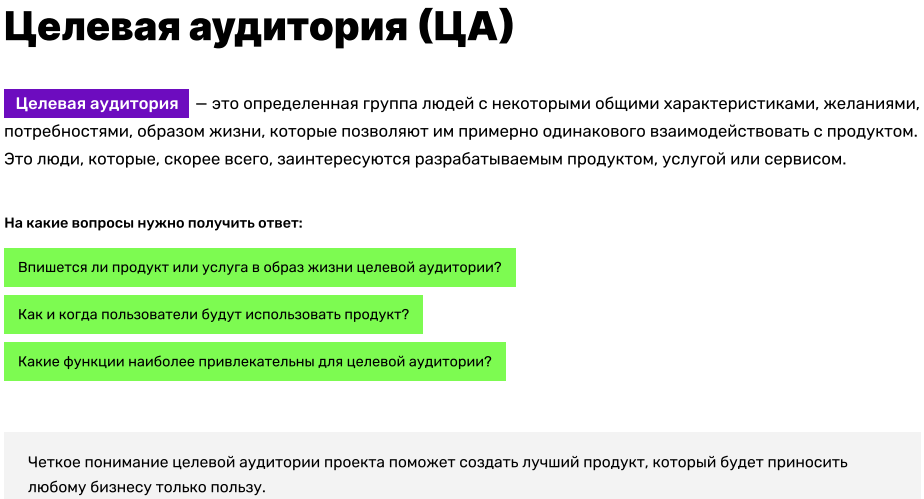 Целевая аудитория (ЦА)
Целевая аудитория — это определенная группа людей с некоторыми общими характеристиками, желаниями,
потребностями, образом жизни, которые позволяют им примерно одинакового взаимодействовать с продуктом.
Это люди, которые, скорее всего, заинтересуются разрабатываемым продуктом, услугой или сервисом.
На какие вопросы нужно получить ответ:
Впишется ли продукт или услуга в образ жизни целевой аудитории?
Как и когда пользователи будут использовать продукт?
Какие функции наиболее привлекательны для целевой аудитории?
Четкое понимание целевой аудитории проекта поможет создать лучший продукт, который будет приносить
любому бизнесу только пользу.